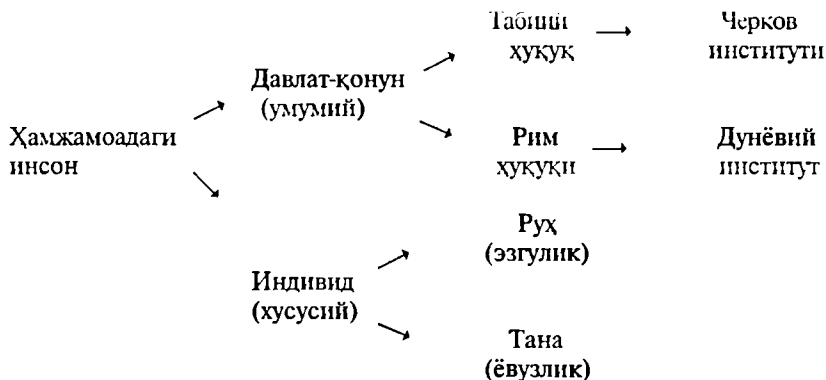 Табиий
ҳуқуқ
Черков
институти
Давлат-қонун
(умумий)
Ҳамжамоадаги
инсон
Рим
ҳуқуқи
Дунёвий
институт
Руҳ
(эзгулик)
Индивид
(хусусий)
Тана
(ёвузлик)